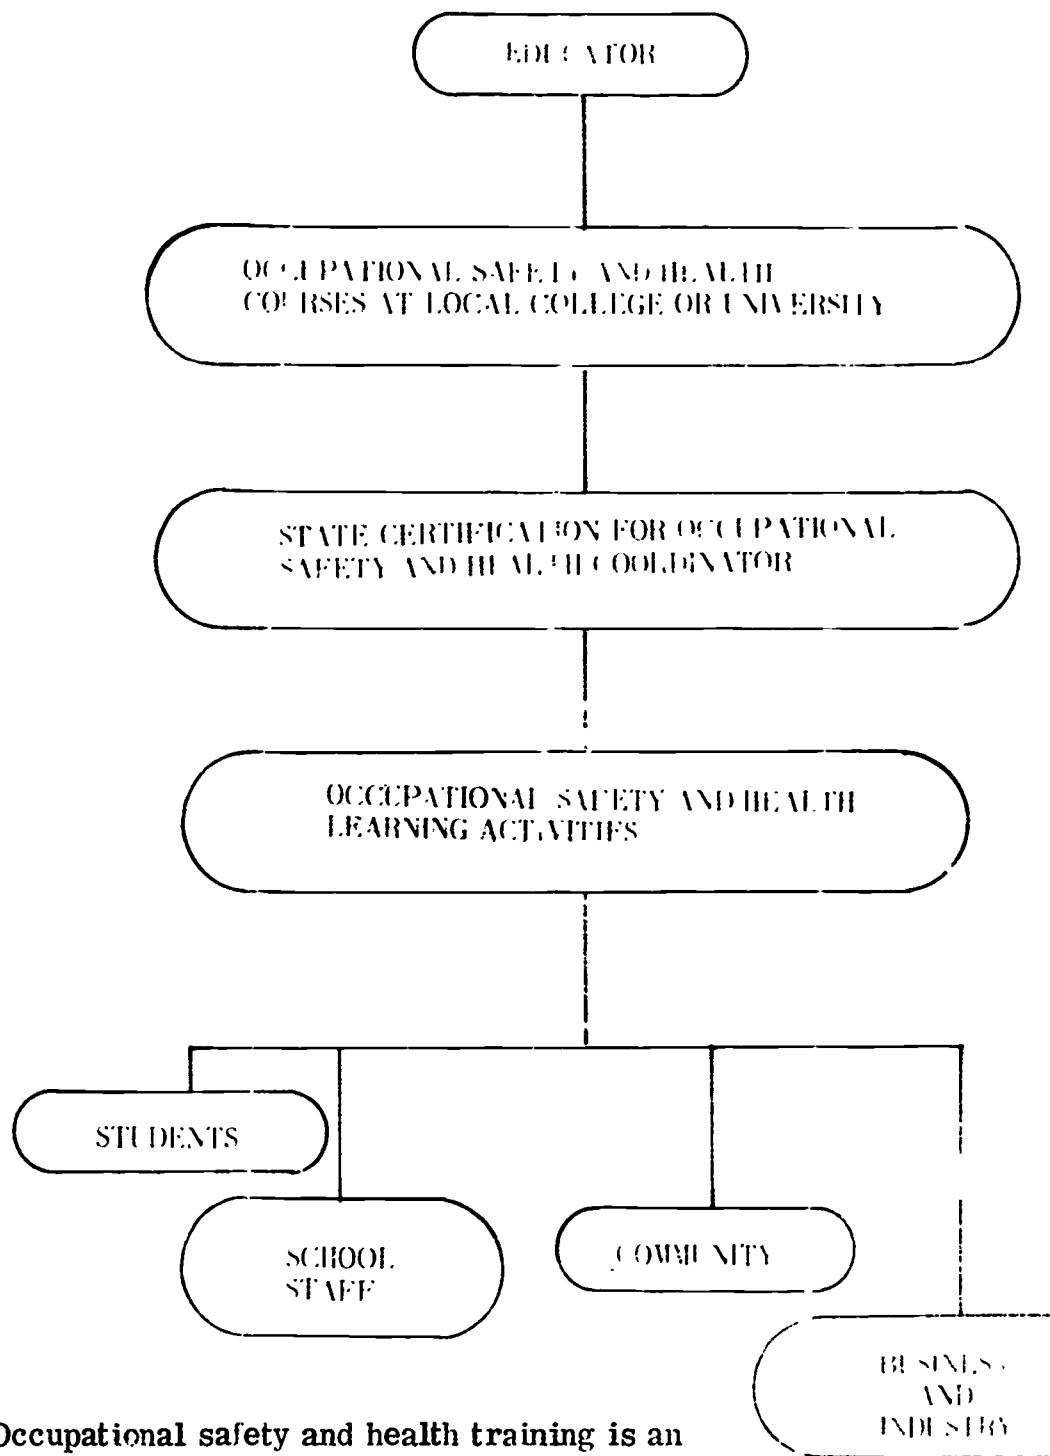 EDUCATOR
OCCUPATIONAL SAFETY AND HEALTH
COURSES AT LOCAL COLLEGE OR UNIVERSITY
STATE CERTIFICATION FOR OCCUPATIONAL
SAFETY AND HEALTH COORDINATOR
OCCUPATIONAL SAFETY AND HEALTH
LEARNING ACTIVITIES
STUDENTS
SCHOOL
STAFF
COMMUNITY
BUSINESS
AND
INDUSTRY
Occupational safety and health training is an